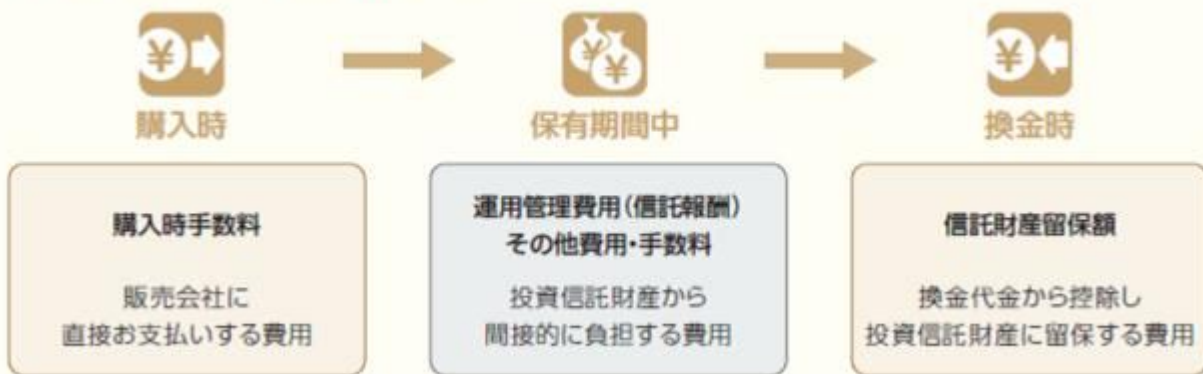 購入時
保有期間中
換金時
購入時手数料
販売会社に
直接お支払いする費用
運用管理費用(信託報酬)
その他費用・手数料
投資信託財産から
間接的に負担する費用
信託財産留保額
換金代金から控除し
投資信託財産に留保する費用